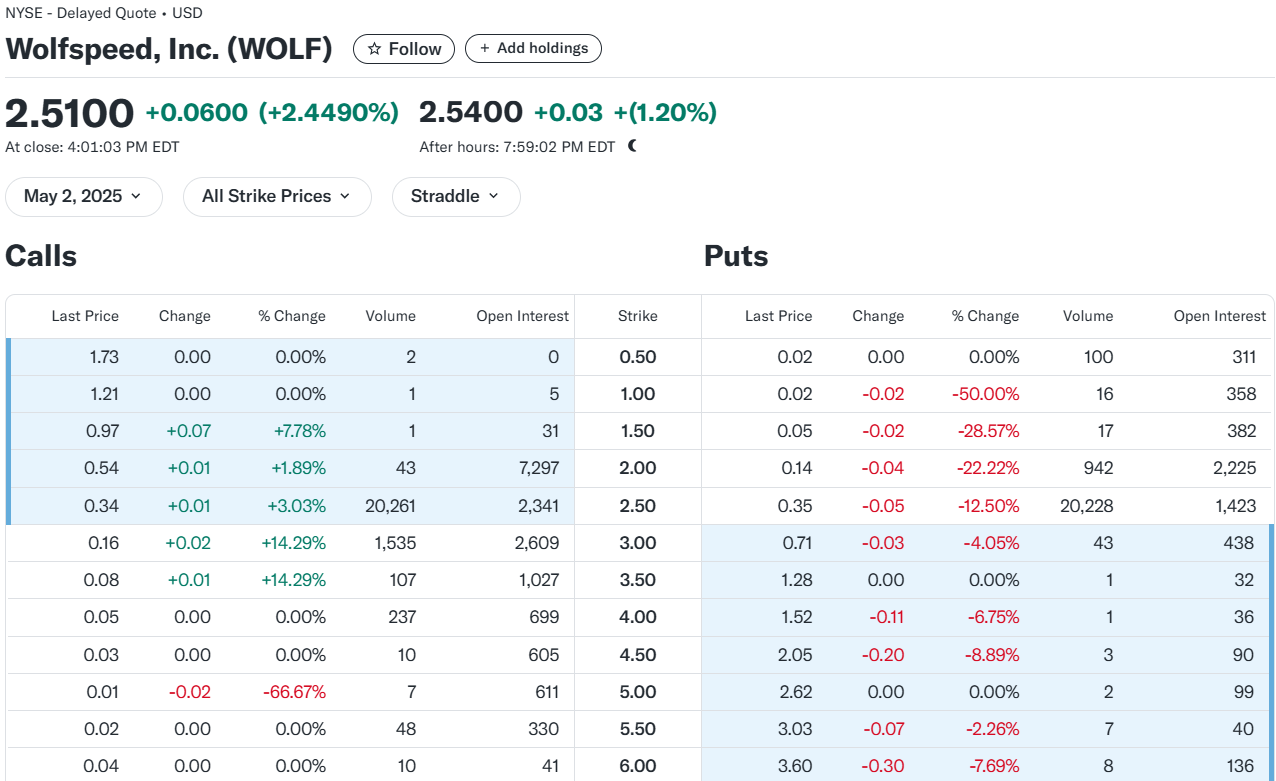 NYSE - Delayed Quote • USD
Wolfspeed, Inc. (WOLF) Follow + Add holdings
2.5100 +0.0600 (+2.4490%) 2.5400 +0.03 +(1.20%)
At close: 4:01:03 PM EDT After hours: 7:59:02 PM EDT
May 2, 2025 All Strike Prices Straddle
Calls Puts
Last Price Change % Change Volume Open Interest Strike Last Price Change % Change Volume Open Interest
1.73 0.00 0.00% 2 0 0.50 0.02 0.00 0.00% 100 311
1.21 0.00 0.00% 1 5 1.00 0.02 -0.02 -50.00% 16 358
0.97 +0.07 +7.78% 1 31 1.50 0.05 -0.02 -28.57% 17 382
0.54 +0.01 +1.89% 43 7,297 2.00 0.14 -0.04 -22.22% 942 2,225
0.34 +0.01 +3.03% 20,261 2,341 2.50 0.35 -0.05 -12.50% 20,228 1,423
0.16 +0.02 +14.29% 1,535 2,609 3.00 0.71 -0.03 -4.05% 43 438
0.08 +0.01 +14.29% 107 1,027 3.50 1.28 0.00 0.00% 1 32
0.05 0.00 0.00% 237 699 4.00 1.52 -0.11 -6.75% 1 36
0.03 0.00 0.00% 10 605 4.50 2.05 -0.20 -8.89% 3 90
0.01 -0.02 -66.67% 7 611 5.00 2.62 0.00 0.00% 2 99
0.02 0.00 0.00% 48 330 5.50 3.03 -0.07 -2.26% 7 40
0.04 0.00 0.00% 10 41 6.00 3.60 -0.30 -7.69% 8 136